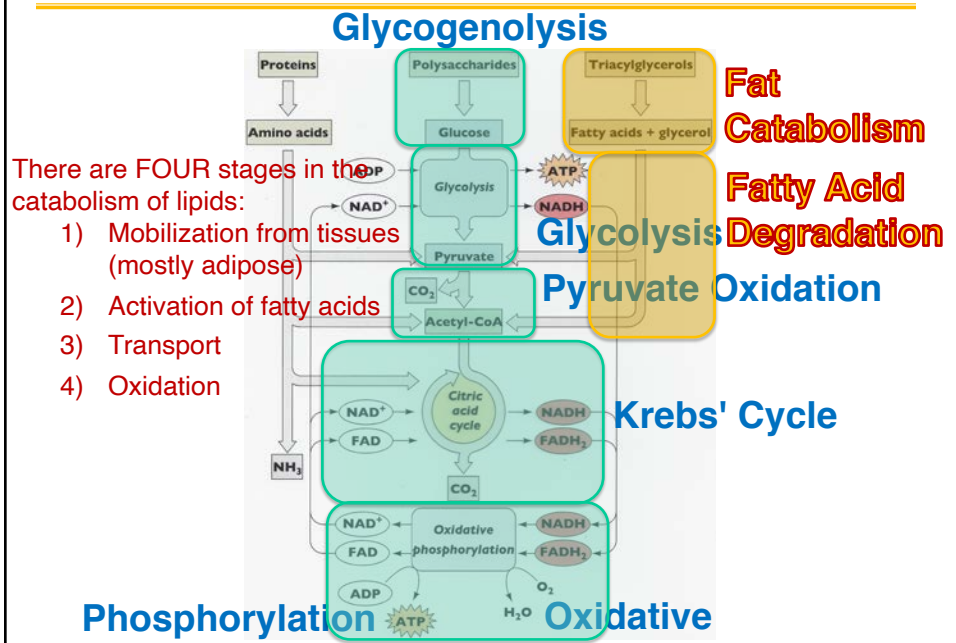 Glycogenolysis
Proteins
Polysaccharides
Triacylglycerols
Fat
Catabolism
Amino acids
Glucose
Fatty acids + glycerol
There are FOUR stages in the
catabolism of lipids:
1) Mobilization from tissues
(mostly adipose)
2) Activation of fatty acids
3) Transport
4) Oxidation
ADP
Glycolysis
ATP
NAD⁺
NADH
Fatty Acid
Degradation
Glycolysis
Pyruvate
Pyruvate Oxidation
CO₂
Acetyl-CoA
NAD⁺
FAD
Citric
acid
cycle
NADH
FADH₂
Krebs' Cycle
NH₃
CO₂
NAD⁺
FAD
Oxidative
phosphorylation
NADH
FADH₂
ADP
ATP
O₂
H₂O
Phosphorylation
Oxidative